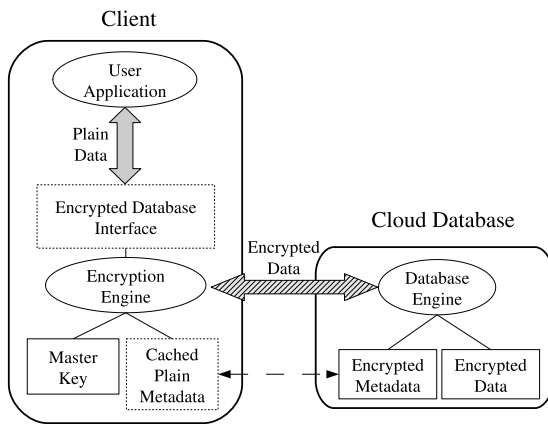 Client
User
Application
Plain
Data
Encrypted Database
Interface
Encryption
Engine
Master
Key
Cached
Plain
Metadata
Encrypted
Data
Cloud Database
Database
Engine
Encrypted
Metadata
Encrypted
Data